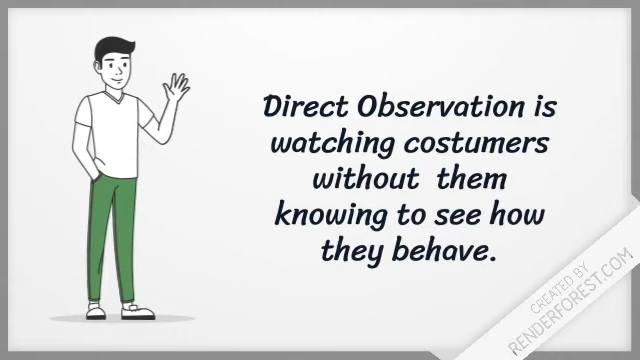 Direct Observation is
watching costumers
without them
knowing to see how
they behave.
CREATED BY
RENDERFOREST.COM